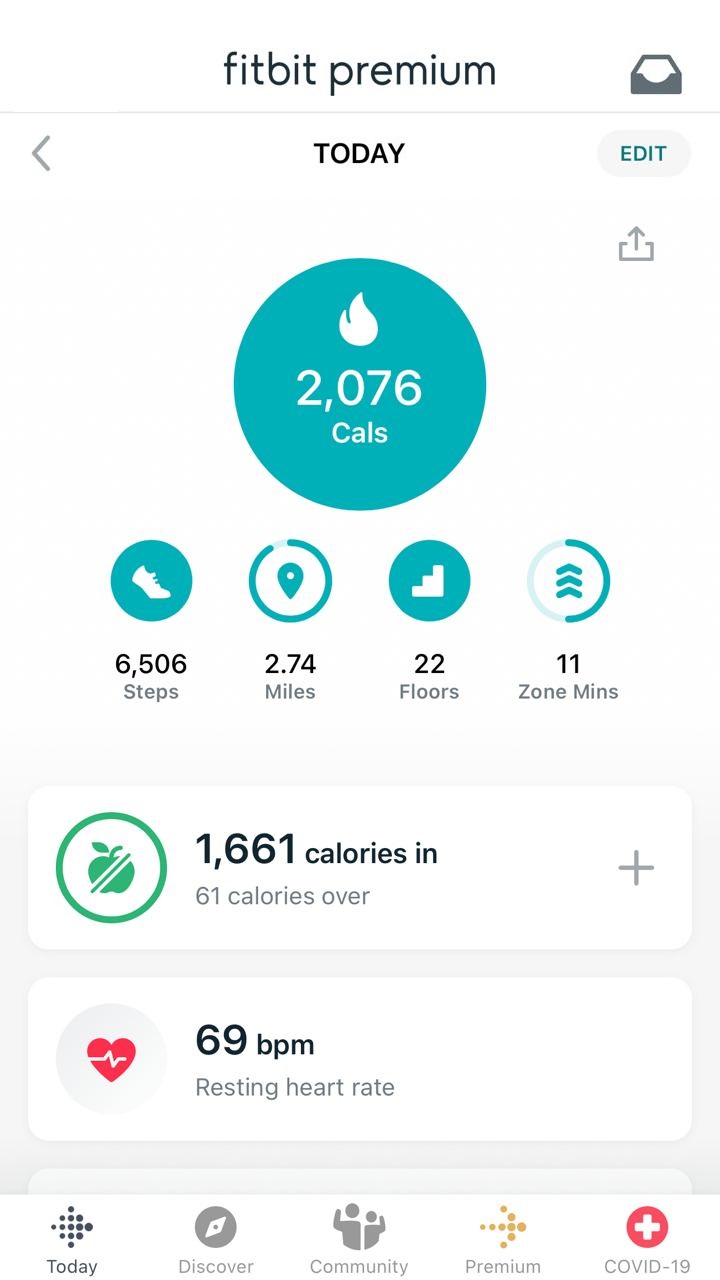 fitbit premium
TODAY
EDIT
2,076
Cals
6,506 2.74 22 11
Steps Miles Floors Zone Mins
1,661 calories in
61 calories over
69 bpm
Resting heart rate
Today Discover Community Premium COVID-19